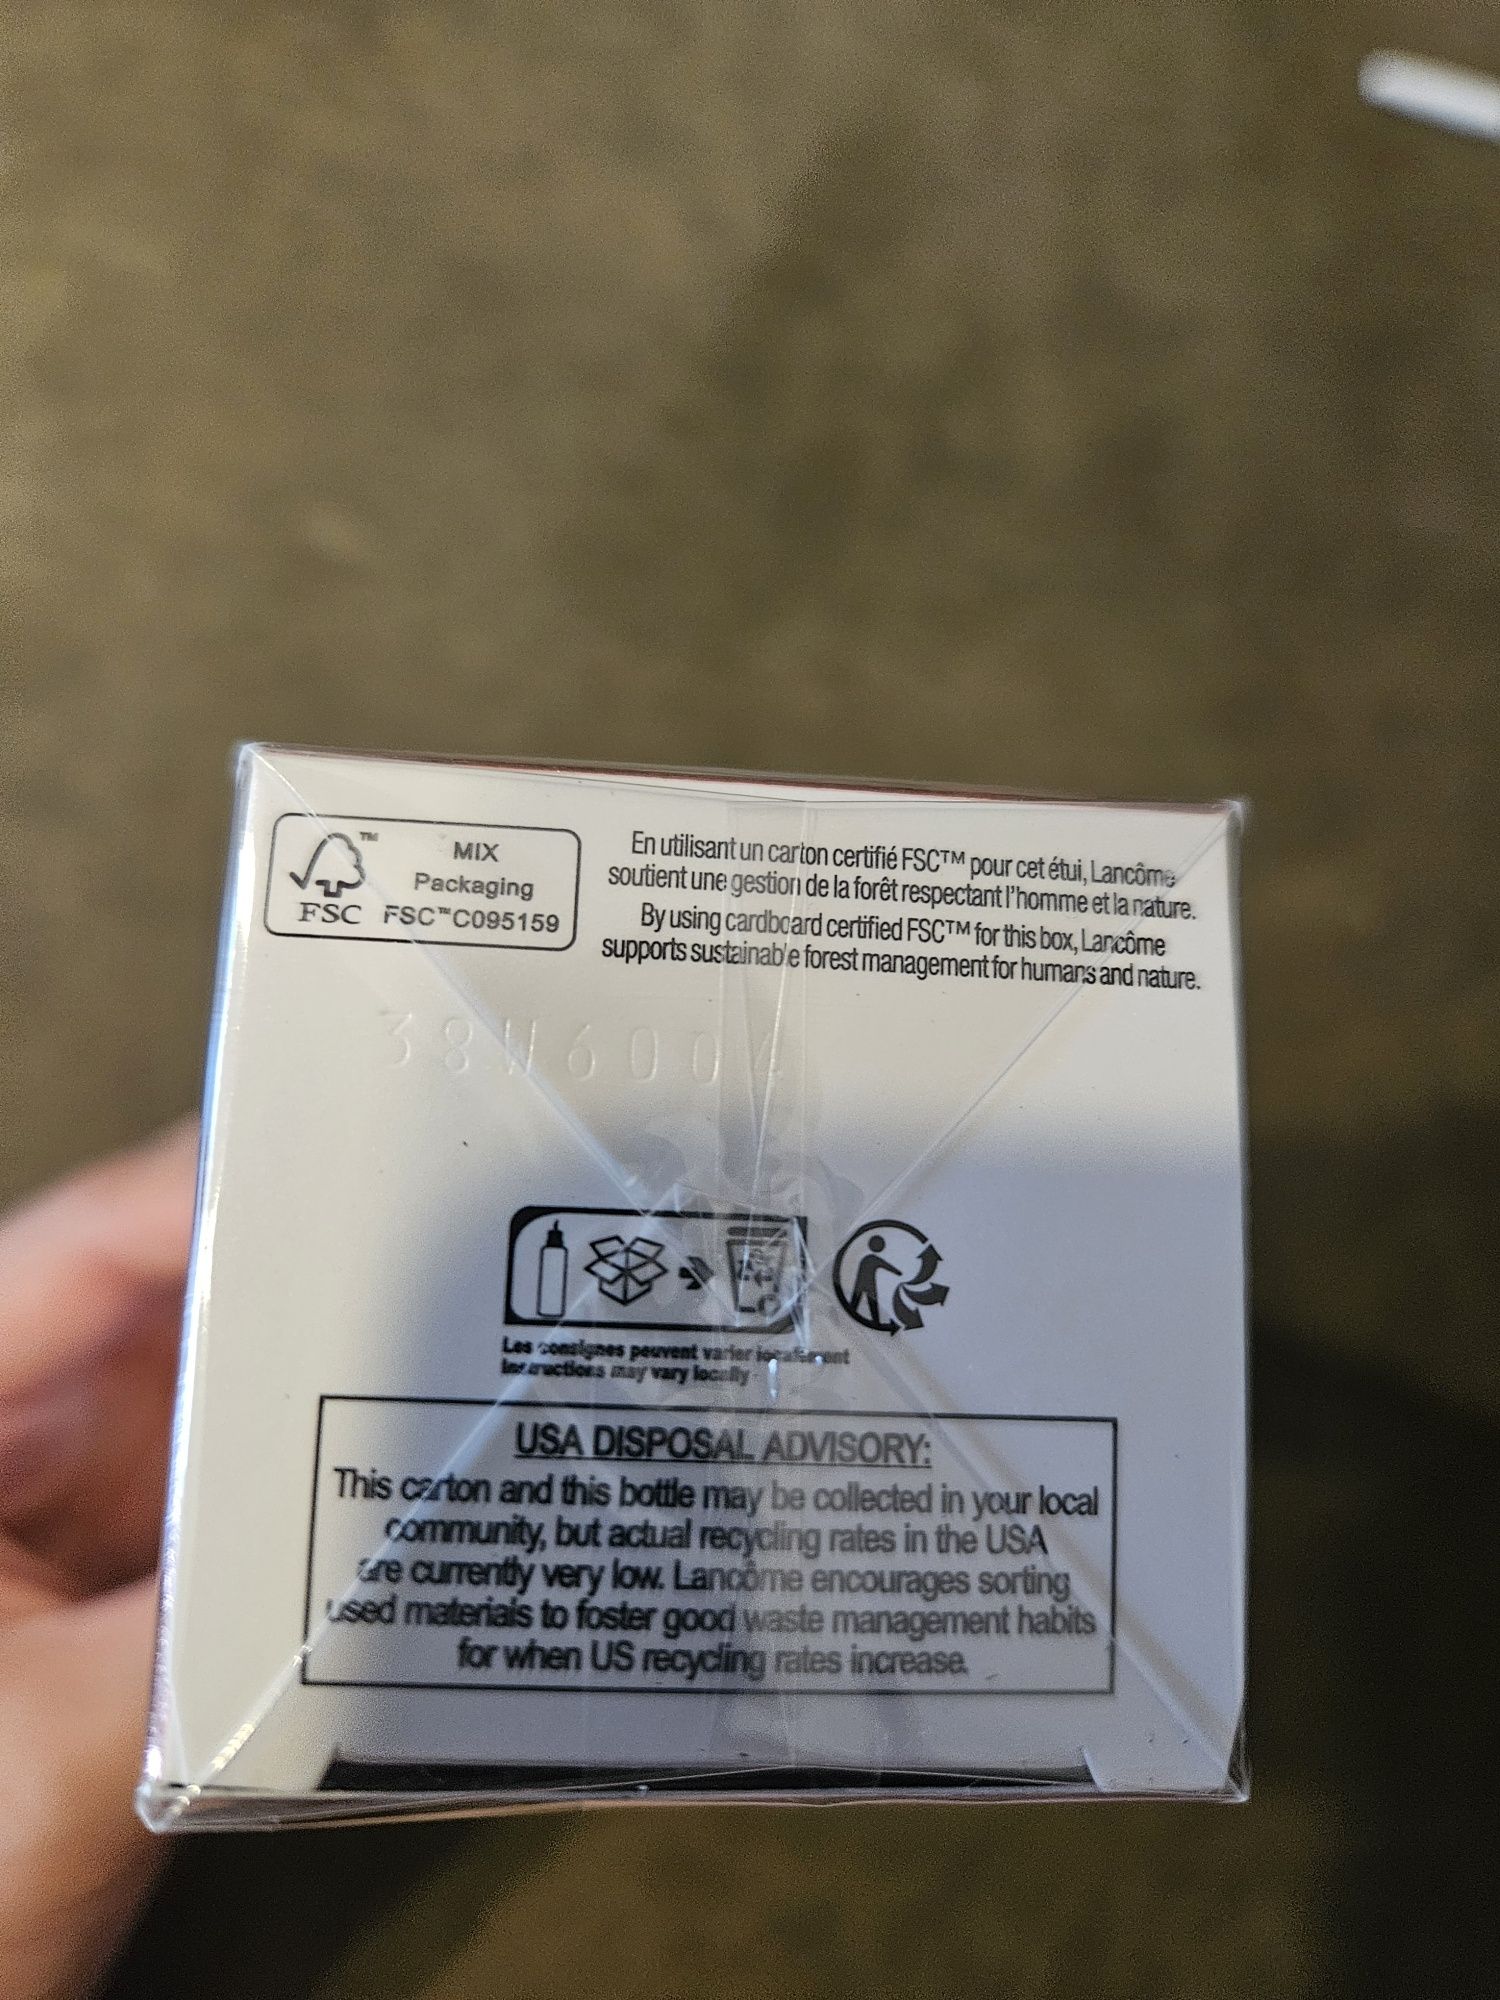 MIX
Packaging
FSC™ C095159
™
FSC
En utilisant un carton certifié FSC™ pour cet étui, Lancôme
soutient une gestion de la forêt respectant l'homme et la nature.
By using cardboard certified FSC™ for this box, Lancôme
supports sustainable forest management for humans and nature.
38W6004
Les consignes peuvent varier localement
Instructions may vary locally
USA DISPOSAL ADVISORY:
This carton and this bottle may be collected in your local
community, but actual recycling rates in the USA
are currently very low. Lancôme encourages sorting
used materials to foster good waste management habits
for when US recycling rates increase.